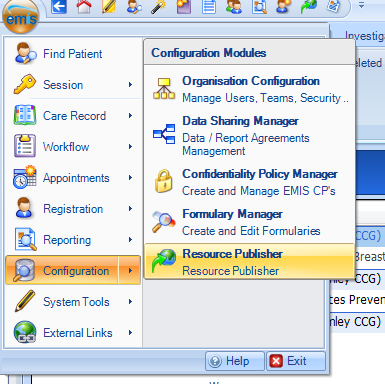 emis
Investiga
Find Patient
Session
Care Record
Workflow
Appointments
Registration
Reporting
Configuration
System Tools
External Links
Configuration Modules
Organisation Configuration
Manage Users, Teams, Security ..
Data Sharing Manager
Data / Report Agreements
Management
Confidentiality Policy Manager
Create and Manage EMIS CP's
Formulary Manager
Create and Edit Formularies
Resource Publisher
Resource Publisher
deleted
CCG)
Breast
nley CCG)
tes Preven
nley CCG)
Help
Exit